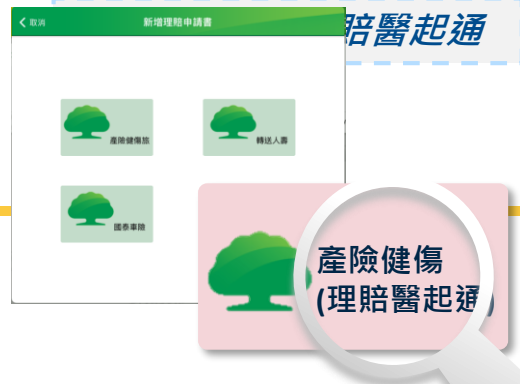 取消
新增理賠申請書
賠醫起通
產險健傷險
轉送人壽
國泰車險
產險健傷
(理賠醫起通)